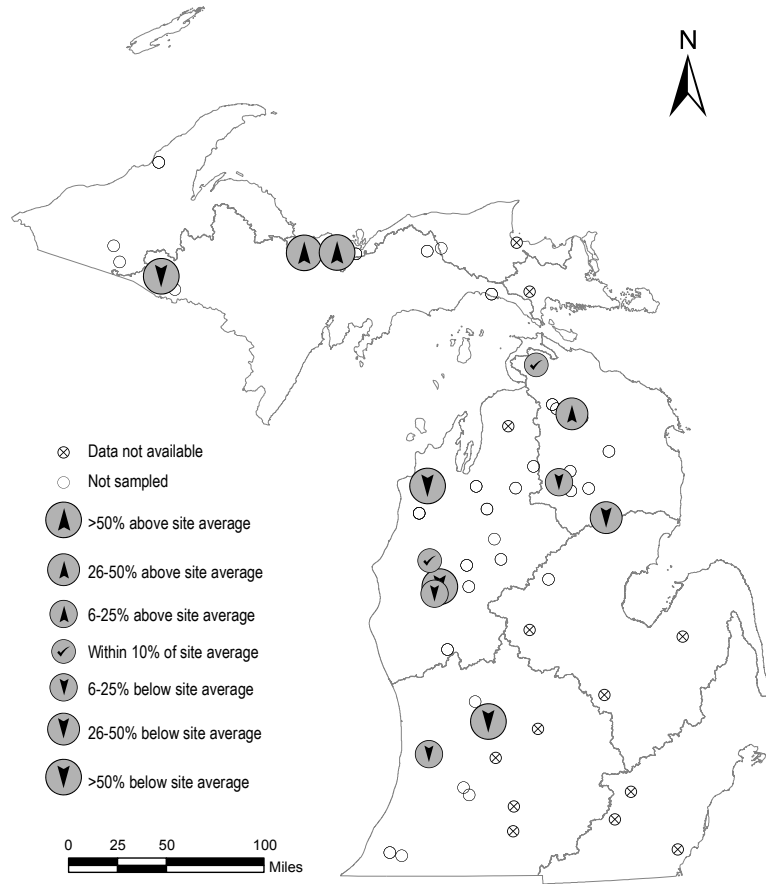 N
Data not available
Not sampled
>50% above site average
26-50% above site average
6-25% above site average
Within 10% of site average
6-25% below site average
26-50% below site average
>50% below site average
0 25 50 100
Miles